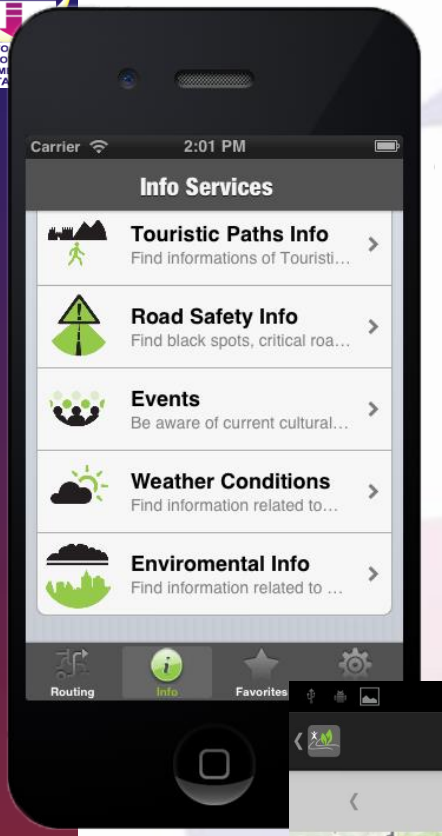 Carrier 2:01 PM
Info Services
Touristic Paths Info
Find informations of Touristi...
Road Safety Info
Find black spots, critical roa...
Events
Be aware of current cultural...
Weather Conditions
Find information related to...
Enviromental Info
Find information related to ...
Routing Info Favorites